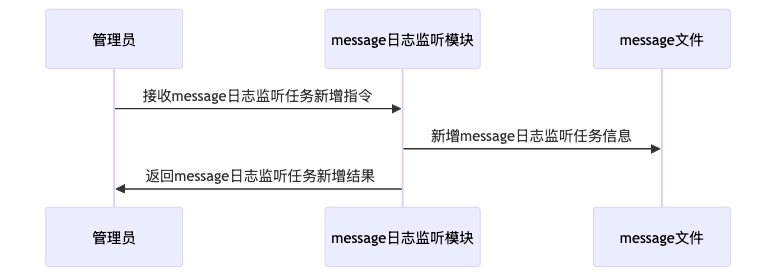 管理员
message日志监听模块
message文件
接收message日志监听任务新增指令
新增message日志监听任务信息
返回message日志监听任务新增结果
管理员
message日志监听模块
message文件